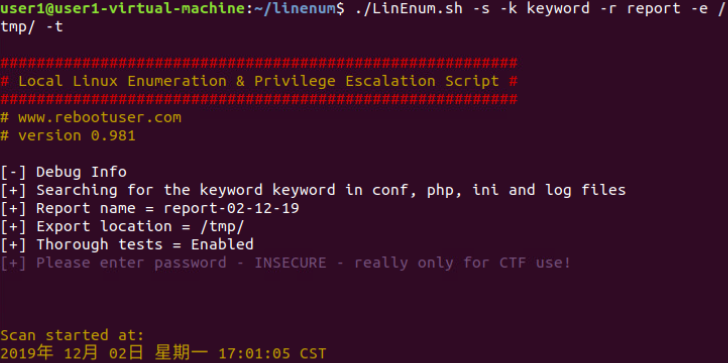 user1@user1-virtual-machine:~/linenum$ ./LinEnum.sh -s -k keyword -r report -e /
tmp/ -t
#########################################################
# Local Linux Enumeration & Privilege Escalation Script #
#########################################################
# www.rebootuser.com
# version 0.981
[-] Debug Info
[+] Searching for the keyword keyword in conf, php, ini and log files
[+] Report name = report-02-12-19
[+] Export location = /tmp/
[+] Thorough tests = Enabled
[+] Please enter password - INSECURE - really only for CTF use!
Scan started at:
2019年 12月 02日 星期一 17:01:05 CST